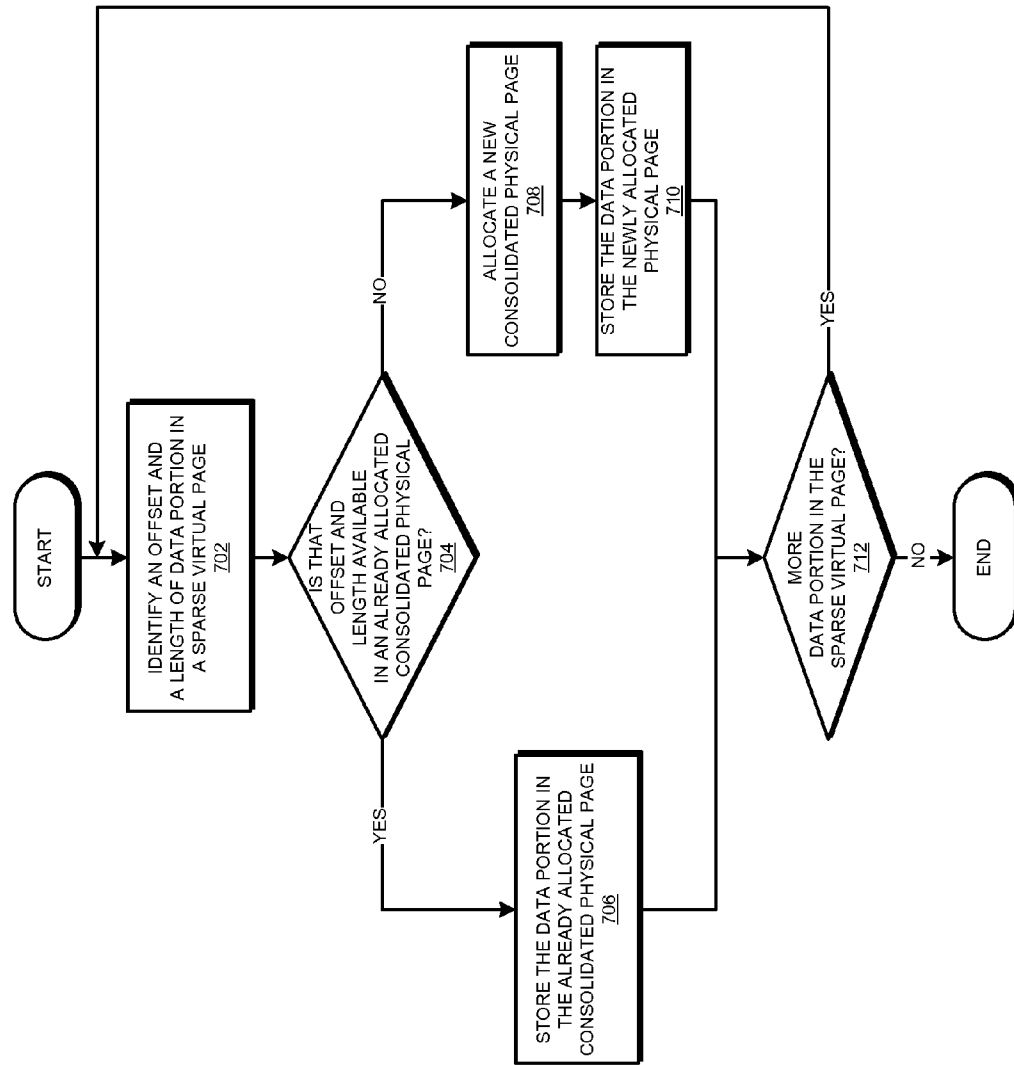 START
IDENTIFY AN OFFSET AND
A LENGTH OF DATA PORTION IN
A SPARSE VIRTUAL PAGE
702
IS THAT
OFFSET AND
LENGTH AVAILABLE
IN AN ALREADY ALLOCATED
CONSOLIDATED PHYSICAL
PAGE?
704
YES
NO
STORE THE DATA PORTION IN
THE ALREADY ALLOCATED
CONSOLIDATED PHYSICAL PAGE
706
ALLOCATE A NEW
CONSOLIDATED PHYSICAL PAGE
708
STORE THE DATA PORTION IN
THE NEWLY ALLOCATED
PHYSICAL PAGE
710
MORE
DATA PORTION IN THE
SPARSE VIRTUAL PAGE?
712
YES
NO
END